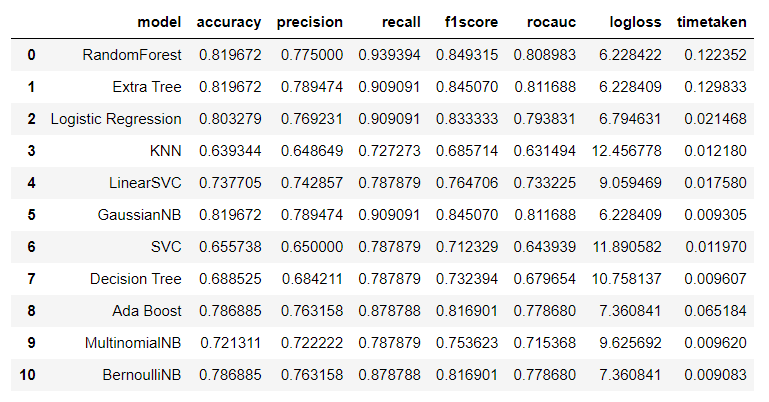 model accuracy precision recall f1score rocauc logloss timetaken
0 RandomForest 0.819672 0.775000 0.939394 0.849315 0.808983 6.228422 0.122352
1 Extra Tree 0.819672 0.789474 0.909091 0.845070 0.811688 6.228409 0.129833
2 Logistic Regression 0.803279 0.769231 0.909091 0.833333 0.793831 6.794631 0.021468
3 KNN 0.639344 0.648649 0.727273 0.685714 0.631494 12.456778 0.012180
4 LinearSVC 0.737705 0.742857 0.787879 0.764706 0.733225 9.059469 0.017580
5 GaussianNB 0.819672 0.789474 0.909091 0.845070 0.811688 6.228409 0.009305
6 SVC 0.655738 0.650000 0.787879 0.712329 0.643939 11.890582 0.011970
7 Decision Tree 0.688525 0.684211 0.787879 0.732394 0.679654 10.758137 0.009607
8 Ada Boost 0.786885 0.763158 0.878788 0.816901 0.778680 7.360841 0.065184
9 MultinomialNB 0.721311 0.722222 0.787879 0.753623 0.715368 9.625692 0.009620
10 BernoulliNB 0.786885 0.763158 0.878788 0.816901 0.778680 7.360841 0.009083